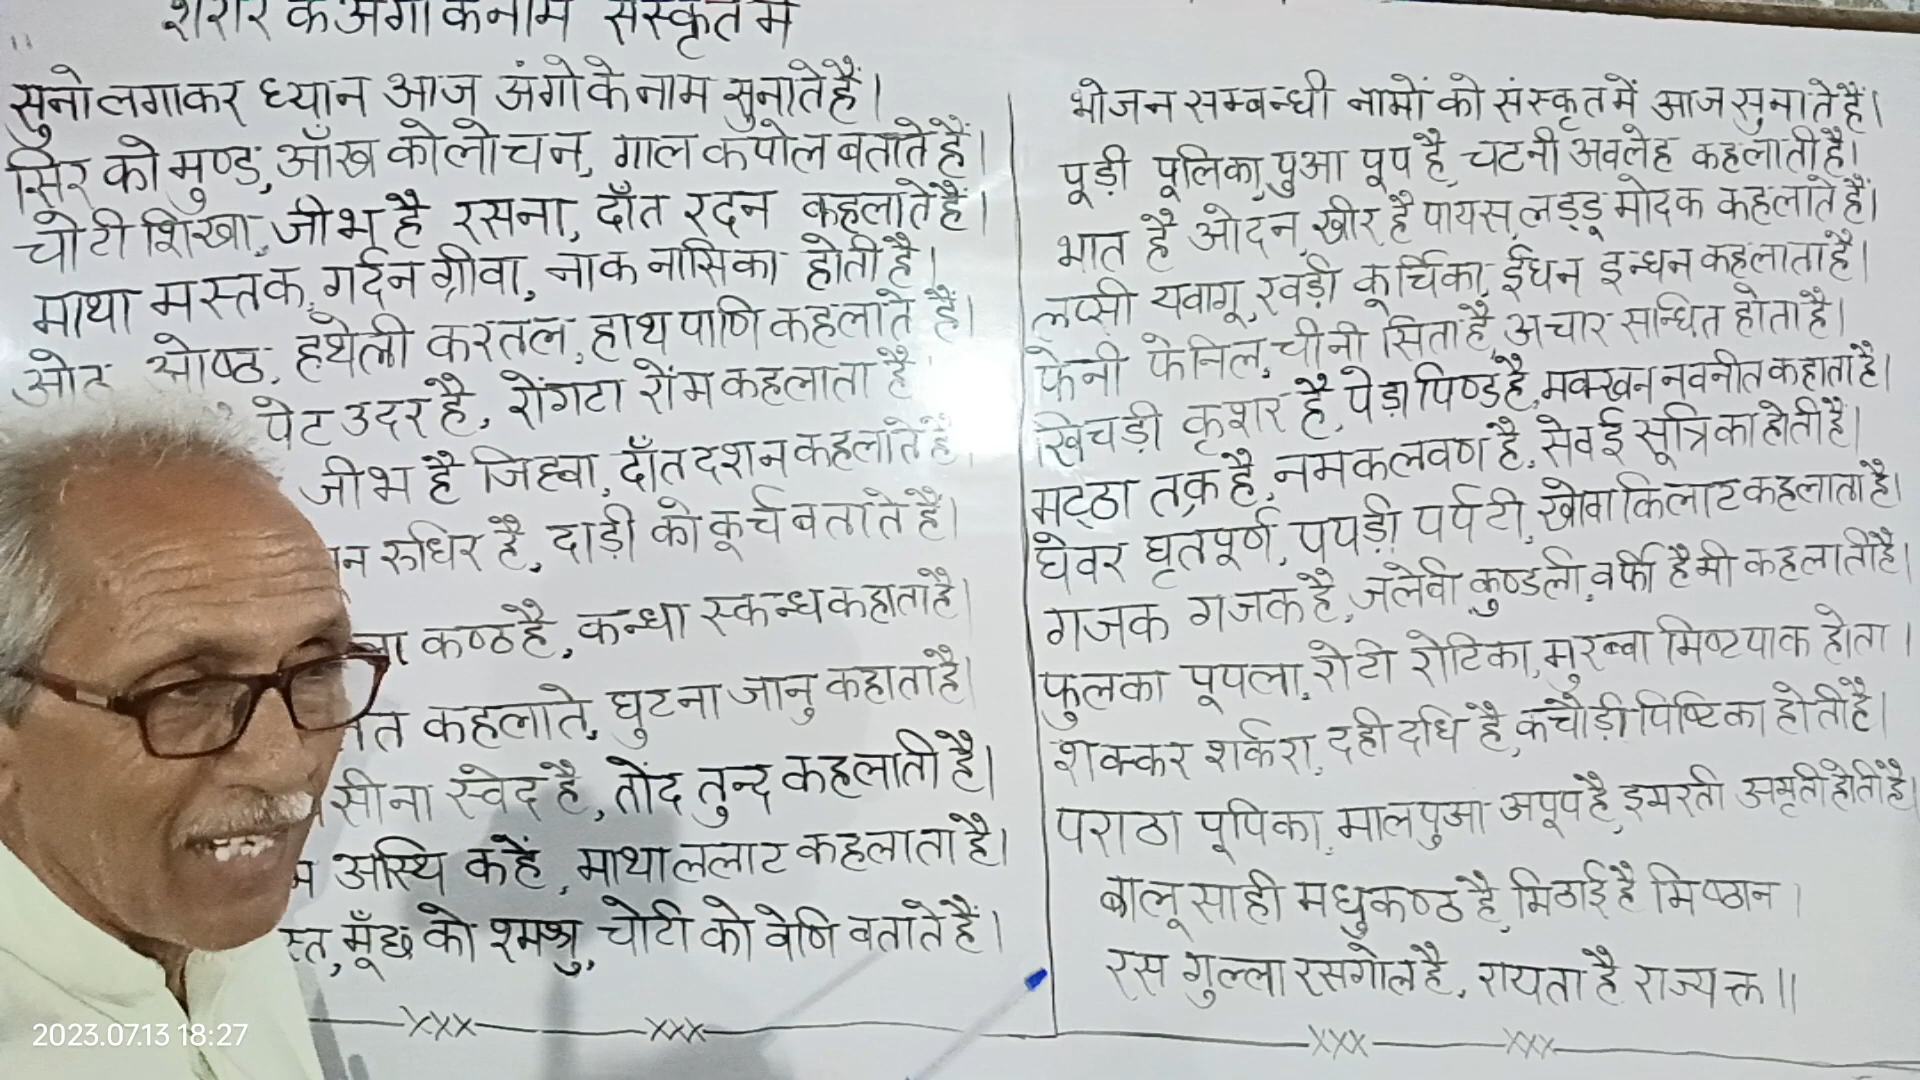 शरीर के अंगों के नाम संस्कृत में
सुनो लगाकर ध्यान आज अंगो के नाम सुनाते हैं।
सिर को मुण्ड, आँख को लोचन, गाल कपोल बताते हैं।
चोटी शिखा, जीभ है रसना, दाँत रदन कहलाते हैं।
माथा मस्तक, गर्दन ग्रीवा, नाक नासिका होती है।
ओठ ओष्ठ, हथेली करतल, हाथ पाणि कहलाते हैं।
पेट उदर है, रोंगटा रोंम कहलाता है
जीभ है जिह्वा, दाँत दशन कहलाते हैं
न रुधिर है, दाड़ी को कूर्च बताते हैं।
कण्ठ है, कन्धा स्कन्ध कहाता है।
कहलाते, घुटना जानु कहाता है।
सीना स्वेद है, तोंद तुन्द कहलाती है।
अस्थि कहें, माथा ललाट कहलाता है।
स्त, मूँछ को श्मश्रु, चोटी को वेणि बताते हैं।
भोजन सम्बन्धी नामों को संस्कृत में आज सुनाते हैं।
पूड़ी पूलिका, पुआ पूप है, चटनी अवलेह कहलाती है।
भात है ओदन, खीर है पायस, लड्डू मोदक कहलाते हैं।
लप्सी यवागू, रवड़ी कूर्चिका, ईंधन इन्धन कहलाता है।
फेनी फेनिल, चीनी सिता है, अचार सन्धित होता है।
खिचड़ी कृशर है, पेड़ा पिण्ड है, मक्खन नवनीत कहाता है।
मट्ठा तक्र है, नमक लवण है, सेवई सूत्रिका होती है।
घेवर घृतपूर्ण, पपड़ी पर्पटी, खोवा किलाट कहलाता है।
गजक गजक है, जलेवी कुण्डली, वर्फी हैमी कहलाती है।
फुलका पूपला, रोटी रोटिका, मुरब्वा मिष्टपाक होता।
शक्कर शर्करा, दही दधि है, कचौड़ी पिष्टिका होती है।
पराठा पूपिका, मालपुआ अपूप है, इमरती अमृती होती है।
बालूसाही मधुकण्ठ है, मिठाई है मिष्ठान।
रस गुल्ला रसगोल है, रायता है राज्यक्त॥
2023.07.13 18:27